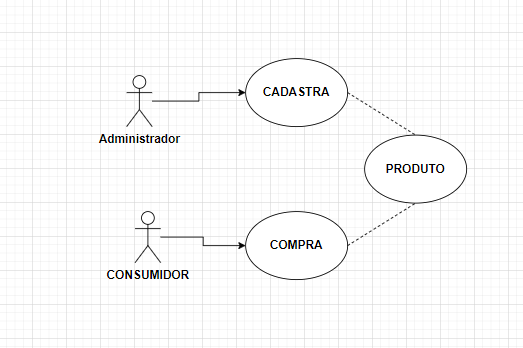 CADASTRA
Administrador
PRODUTO
COMPRA
CONSUMIDOR